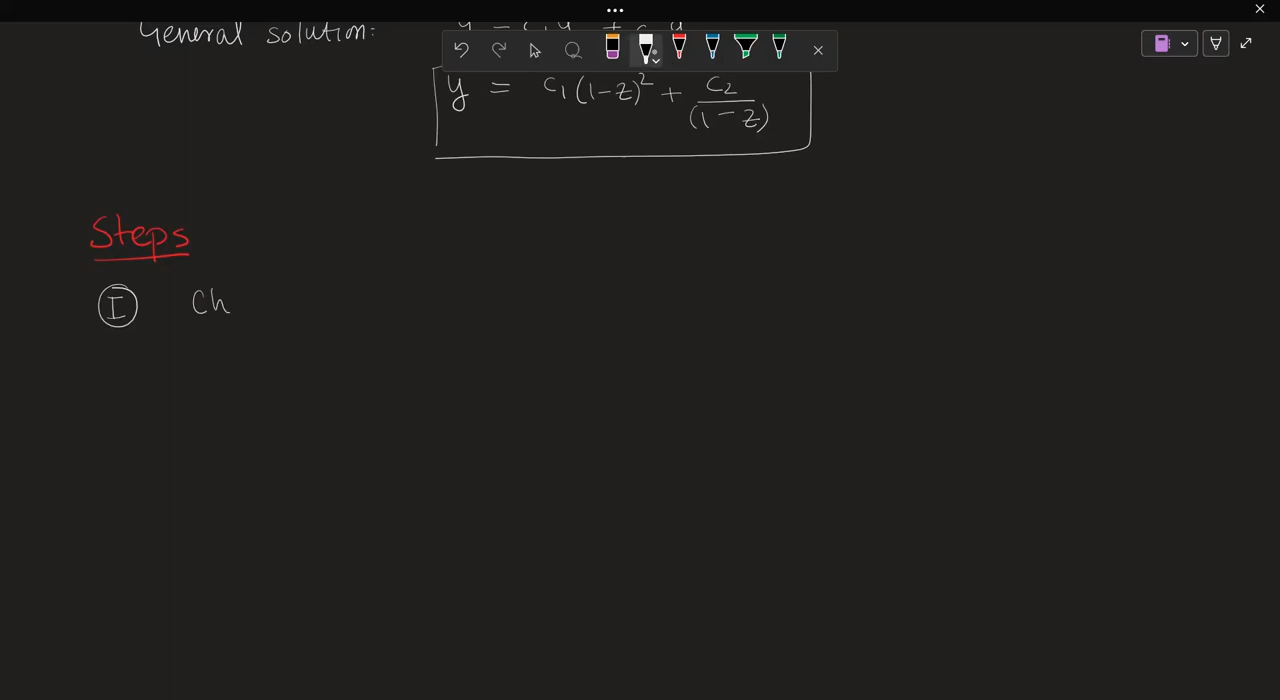 General solution:
y = c₁(1-z)² + c₂/(1-z)
Steps
I Ch